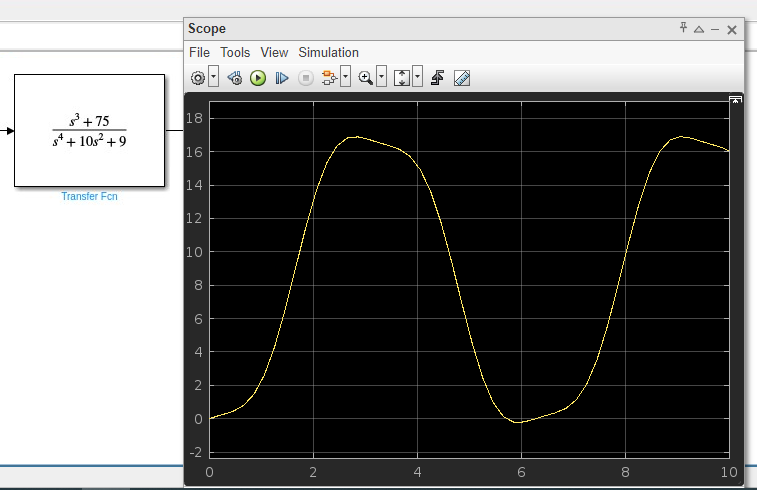 Scope
File Tools View Simulation
s³ + 75
s⁴ + 10s² + 9
Transfer Fcn
18
16
14
12
10
8
6
4
2
0
-2
0 2 4 6 8 10